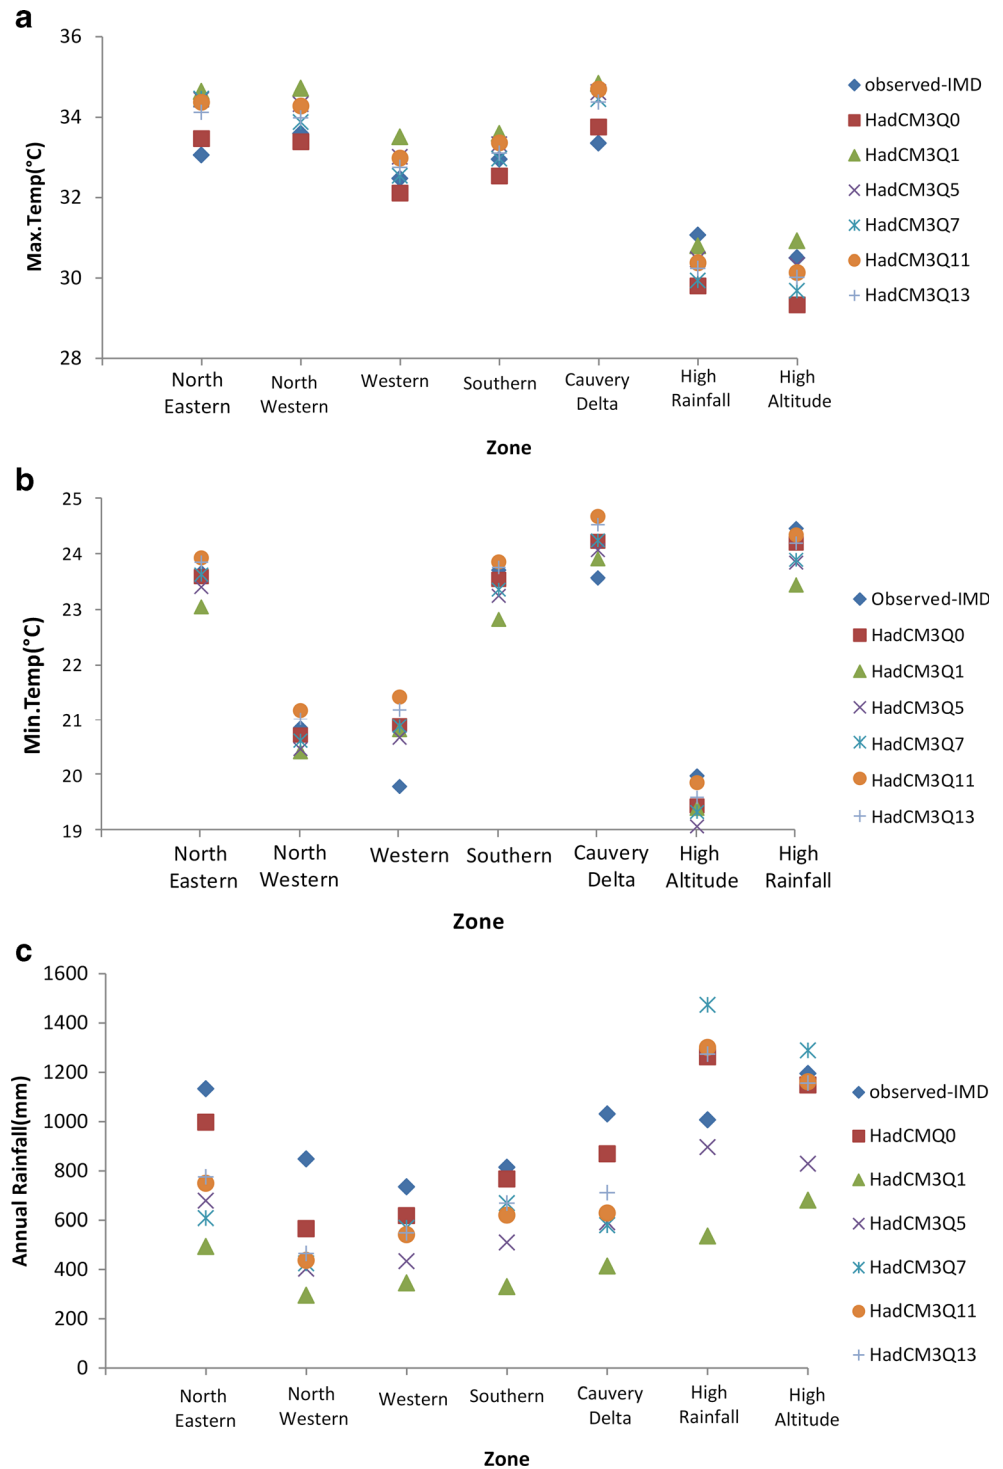 a
36
34
32
30
28
Max.Temp(°C)
North
Eastern
North
Western
Western
Southern
Cauvery
Delta
High
Rainfall
High
Altitude
Zone
observed-IMD
HadCM3Q0
HadCM3Q1
HadCM3Q5
HadCM3Q7
HadCM3Q11
HadCM3Q13
b
25
24
23
22
21
20
19
Min.Temp(°C)
North
Eastern
North
Western
Western
Southern
Cauvery
Delta
High
Altitude
High
Rainfall
Zone
Observed-IMD
HadCM3Q0
HadCM3Q1
HadCM3Q5
HadCM3Q7
HadCM3Q11
HadCM3Q13
c
1600
1400
1200
1000
800
600
400
200
0
Annual Rainfall(mm)
North
Eastern
North
Western
Western
Southern
Cauvery
Delta
High
Rainfall
High
Altitude
Zone
observed-IMD
HadCMQ0
HadCM3Q1
HadCM3Q5
HadCM3Q7
HadCM3Q11
HadCM3Q13